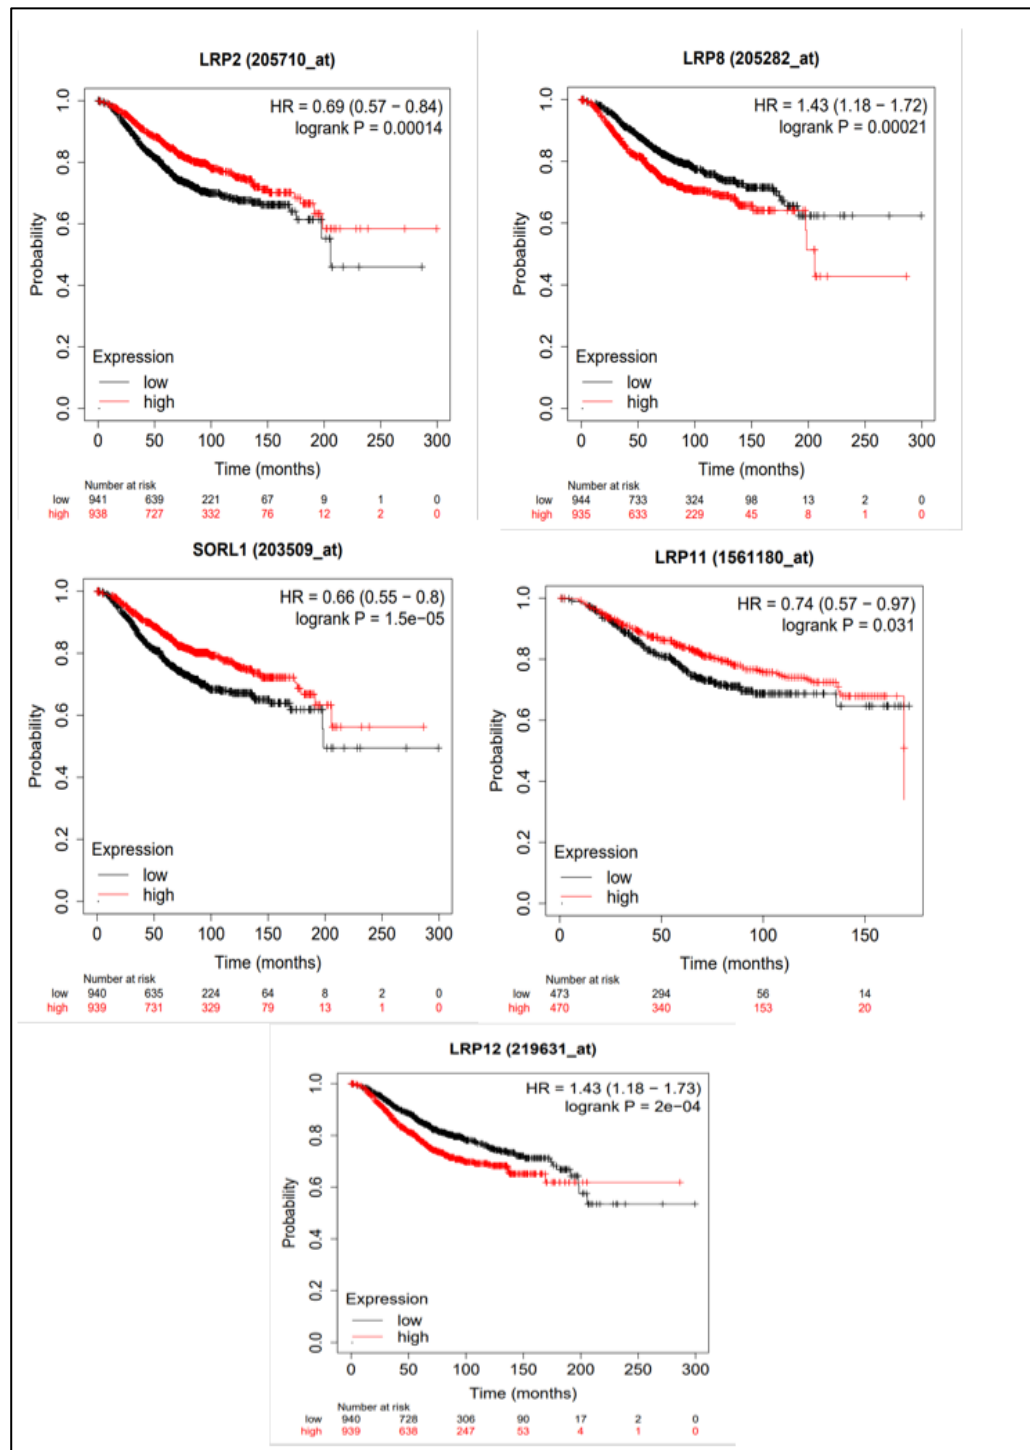 LRP2 (205710_at)
HR = 0.69 (0.57 − 0.84)
logrank P = 0.00014
Probability
1.0
0.8
0.6
0.4
0.2
0.0
Expression
low
high
0 50 100 150 200 250 300
Time (months)
Number at risk
low 941 639 221 67 9 1 0
high 938 727 332 76 12 2 0
LRP8 (205282_at)
HR = 1.43 (1.18 − 1.72)
logrank P = 0.00021
Probability
1.0
0.8
0.6
0.4
0.2
0.0
Expression
low
high
0 50 100 150 200 250 300
Time (months)
Number at risk
low 944 733 324 98 13 2 0
high 935 633 229 45 8 1 0
SORL1 (203509_at)
HR = 0.66 (0.55 − 0.8)
logrank P = 1.5e−05
Probability
1.0
0.8
0.6
0.4
0.2
0.0
Expression
low
high
0 50 100 150 200 250 300
Time (months)
Number at risk
low 940 635 224 64 8 2 0
high 939 731 329 79 13 1 0
LRP11 (1561180_at)
HR = 0.74 (0.57 − 0.97)
logrank P = 0.031
Probability
1.0
0.8
0.6
0.4
0.2
0.0
Expression
low
high
0 50 100 150
Time (months)
Number at risk
low 473 294 56 14
high 470 340 153 20
LRP12 (219631_at)
HR = 1.43 (1.18 − 1.73)
logrank P = 2e−04
Probability
1.0
0.8
0.6
0.4
0.2
0.0
Expression
low
high
0 50 100 150 200 250 300
Time (months)
Number at risk
low 940 728 306 90 17 2 0
high 939 638 247 53 4 1 0